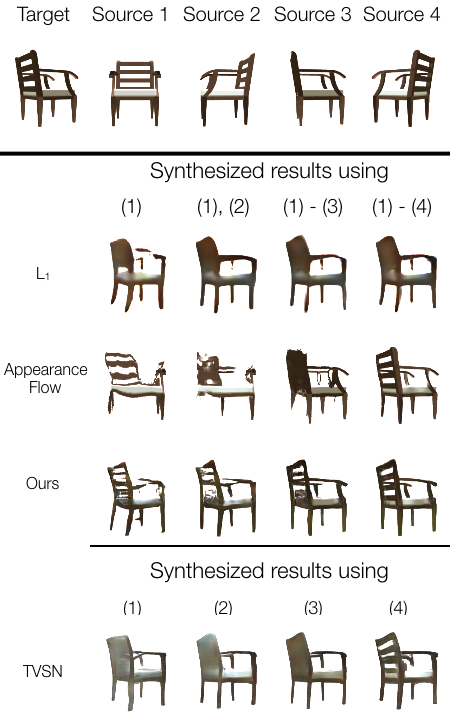 Target Source 1 Source 2 Source 3 Source 4
Synthesized results using
(1) (1), (2) (1) - (3) (1) - (4)
L₁
Appearance
Flow
Ours
Synthesized results using
(1) (2) (3) (4)
TVSN